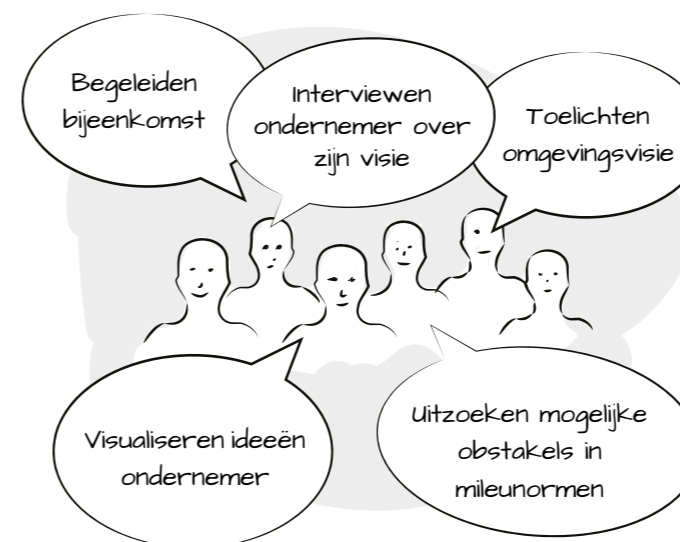 Begeleiden
bijeenkomst
Interviewen
ondernemer over
zijn visie
Toelichten
omgevingsvisie
Visualiseren ideeën
ondernemer
Uitzoeken mogelijke
obstakels in
mileunormen